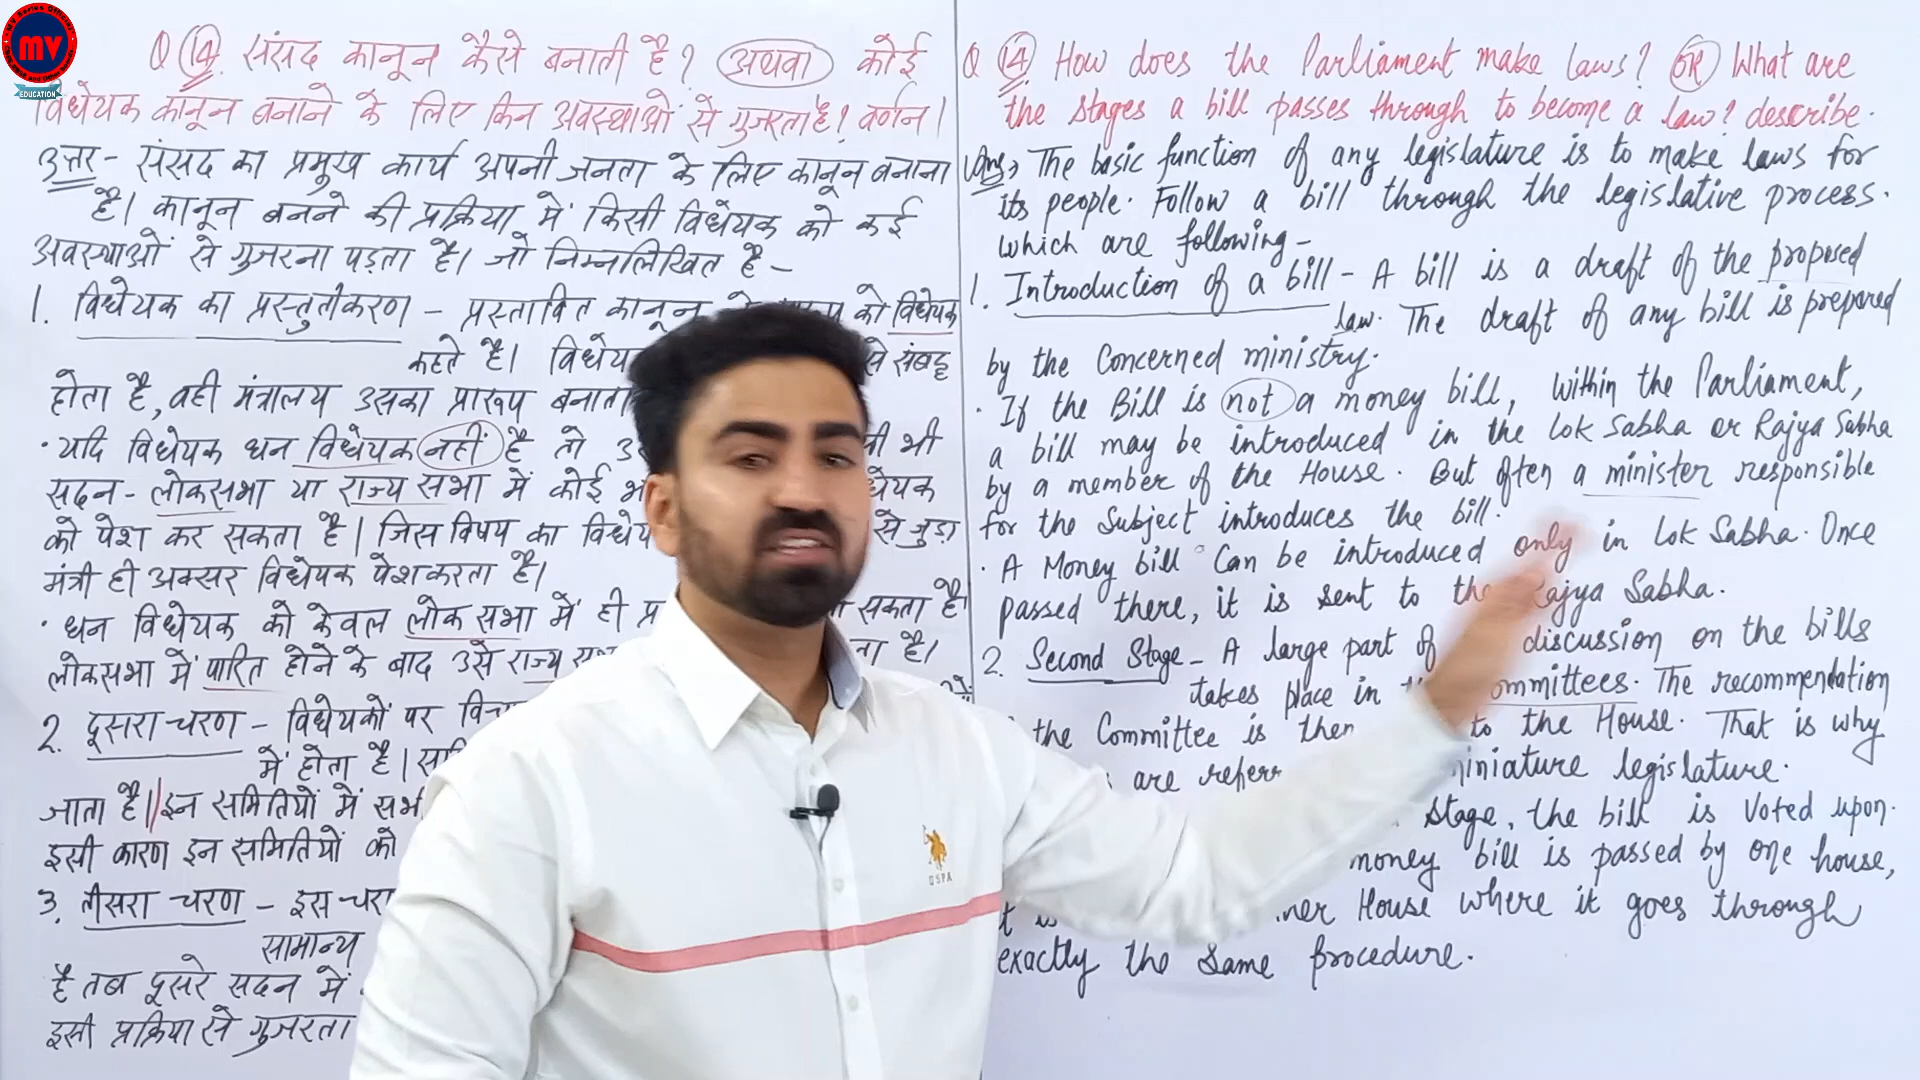 MV
EDUCATION
Q 14. संसद कानून कैसे बनाती है? अथवा कोई
विधेयक कानून बनाने के लिए किन अवस्थाओं से गुजरता है? वर्णन।
उत्तर - संसद का प्रमुख कार्य अपनी जनता के लिए कानून बनाना
है। कानून बनने की प्रक्रिया में किसी विधेयक को कई
अवस्थाओं से गुजरना पड़ता है। जो निम्नलिखित है -
1. विधेयक का प्रस्तुतीकरण - प्रस्तावित कानून को विधेयक
कहते है। से संबद्ध
होता है, वही मंत्रालय उसका प्रारूप बनाता
· यदि विधेयक धन विधेयक नहीं है तो भी
सदन - लोकसभा या राज्य सभा में कोई
को पेश कर सकता है। जिस विषय का से जुड़ा
मंत्री ही अक्सर विधेयक पेश करता है।
· धन विधेयक को केवल लोक सभा में ही सकता है
लोकसभा में पारित होने के बाद उसे राज्य है।
2. दूसरा चरण - विधेयकों पर
में होता है।
जाता है। इन समितियों में
इसी कारण इन समितियों को
3. तीसरा चरण - इस
सामान्य
है तब दूसरे सदन में
इसी प्रक्रिया से गुजरता
Q 14 How does the Parliament make laws? OR What are
the stages a bill passes through to become a law? describe.
Ans, The basic function of any legislature is to make laws for
its people. Follow a bill through the legislative process.
which are following -
1. Introduction of a bill - A bill is a draft of the proposed
law. The draft of any bill is prepared
by the concerned ministry.
· If the Bill is not a money bill, within the Parliament,
a bill may be introduced in the Lok Sabha or Rajya Sabha
by a member of the House. But often a minister responsible
for the subject introduces the bill.
· A Money bill can be introduced only in Lok Sabha. Once
passed there, it is sent to the Rajya Sabha.
2. Second Stage - A large part of discussion on the bills
takes place in committees. The recommendation
the Committee is then to the House. That is why
are miniature legislature.
Stage, the bill is voted upon.
money bill is passed by one house,
House where it goes through
exactly the same procedure.
USPA